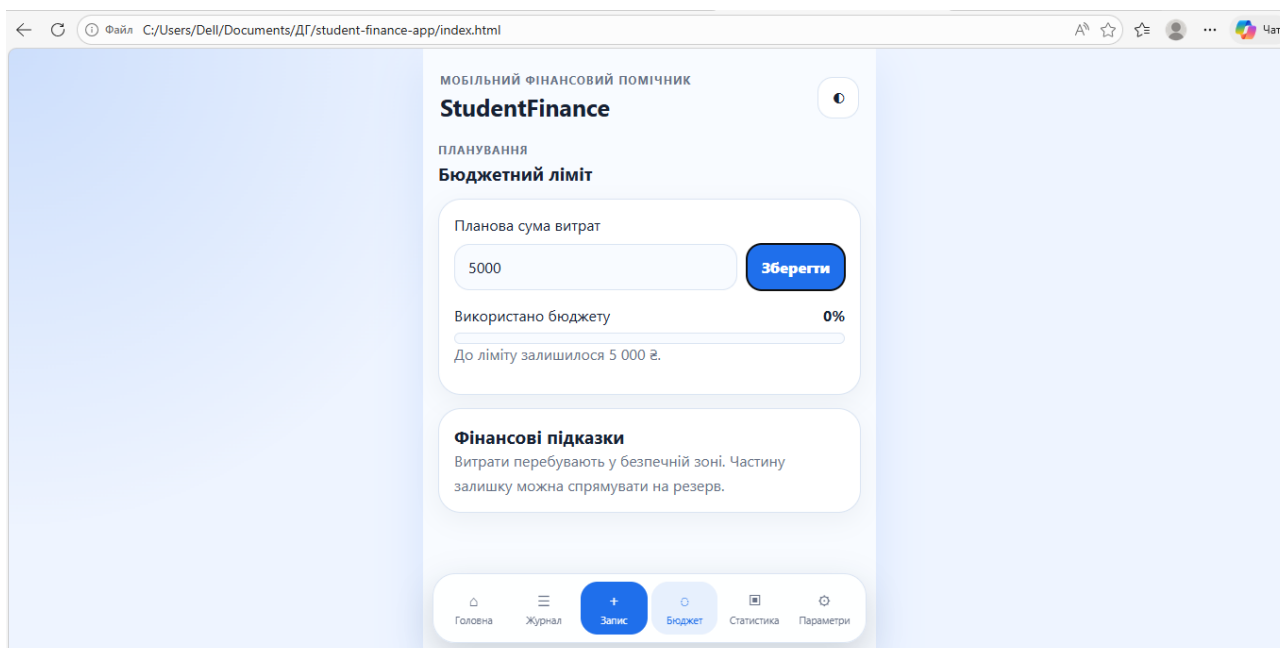 Файл C:/Users/Dell/Documents/ДГ/student-finance-app/index.html
МОБІЛЬНИЙ ФІНАНСОВИЙ ПОМІЧНИК
StudentFinance
ПЛАНУВАННЯ
Бюджетний ліміт
Планова сума витрат
5000 Зберегти
Використано бюджету 0%
До ліміту залишилося 5 000 ₴.
Фінансові підказки
Витрати перебувають у безпечній зоні. Частину
залишку можна спрямувати на резерв.
Головна Журнал Запис Бюджет Статистика Параметри